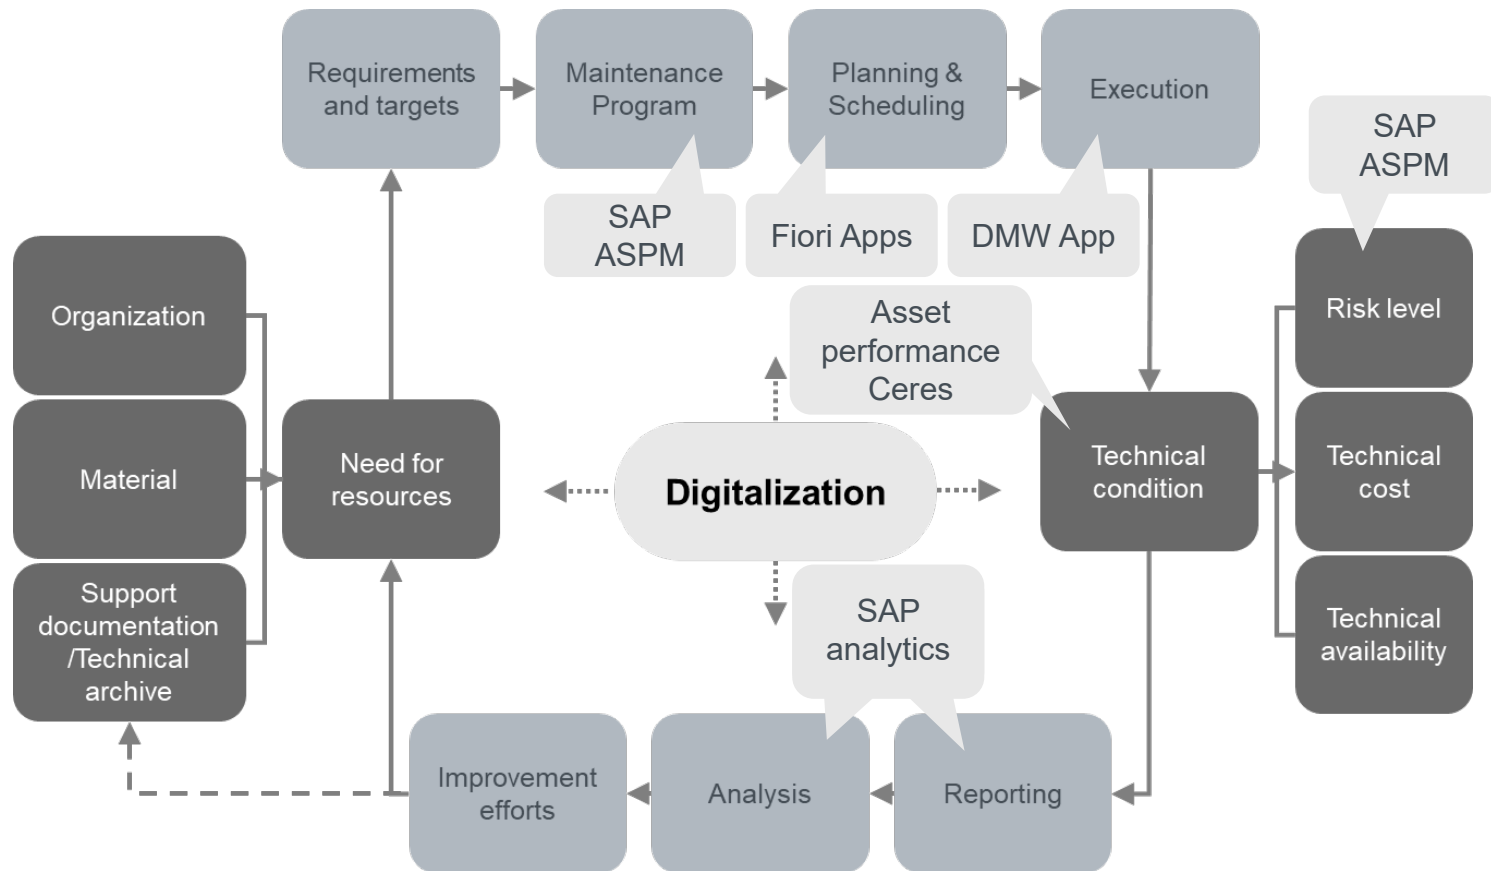 Requirements
and targets
Maintenance
Program
Planning &
Scheduling
Execution
SAP
ASPM
SAP
ASPM
Fiori Apps
DMW App
Organization
Asset
performance
Ceres
Risk level
Material
Need for
resources
Digitalization
Technical
condition
Technical
cost
Support
documentation
/Technical
archive
SAP
analytics
Technical
availability
Improvement
efforts
Analysis
Reporting